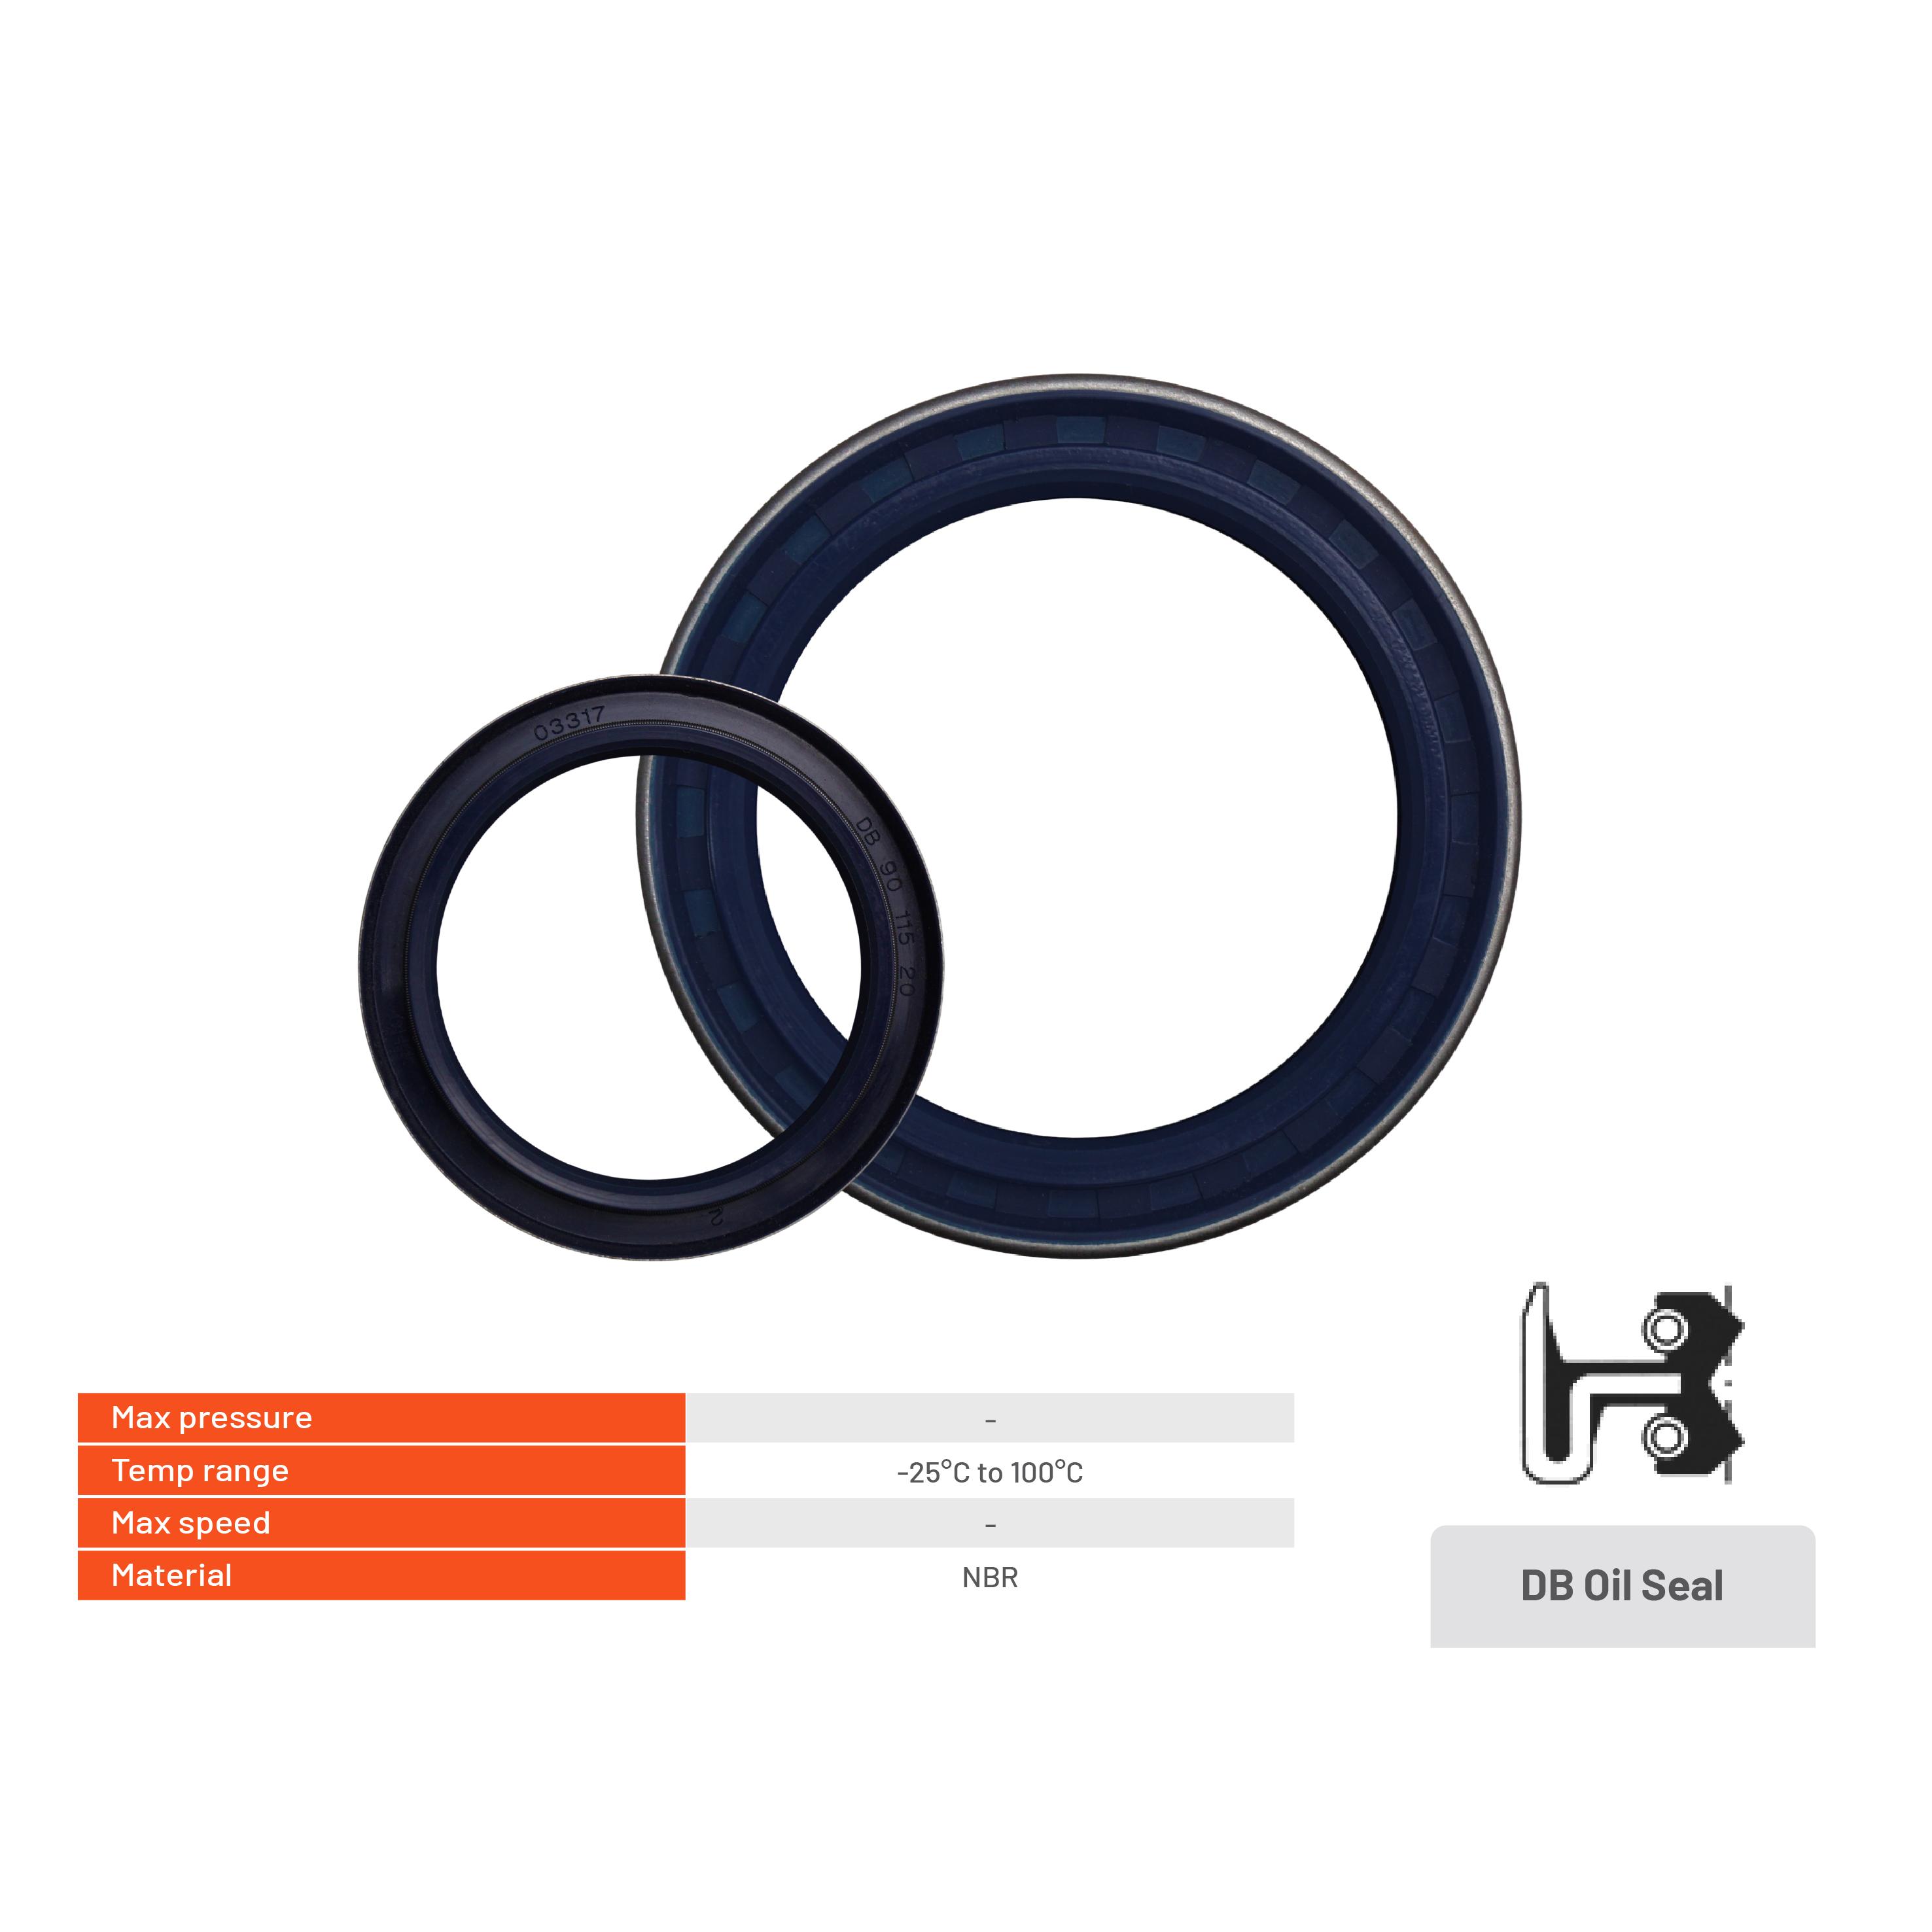 03317
DB 90 115 20
2
Max pressure -
Temp range -25°C to 100°C
Max speed -
Material NBR
DB Oil Seal